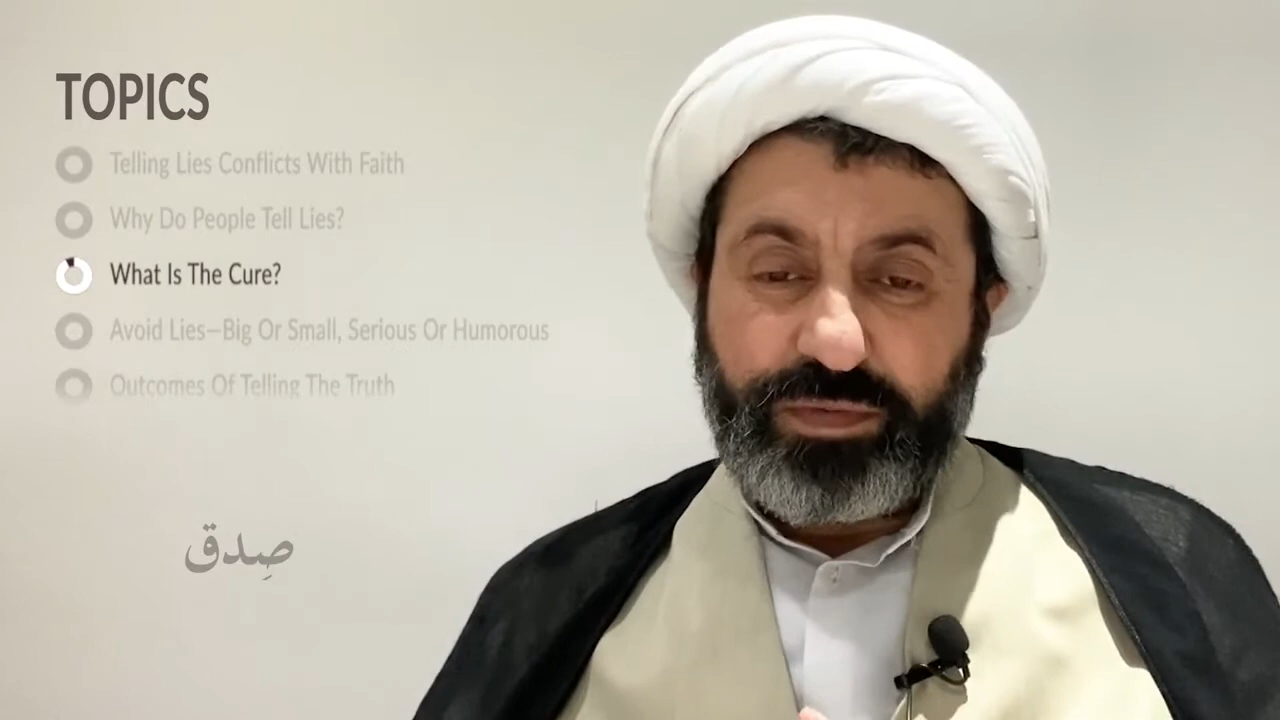 TOPICS
Telling Lies Conflicts With Faith
Why Do People Tell Lies?
What Is The Cure?
Avoid Lies—Big Or Small, Serious Or Humorous
Outcomes Of Telling The Truth
صِدق